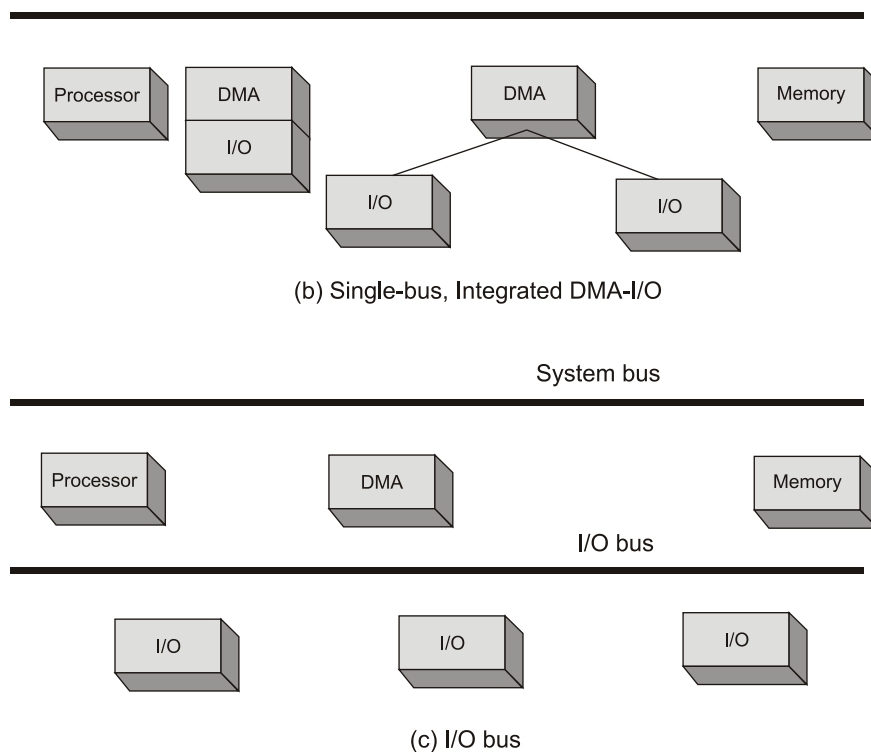 Processor
DMA
I/O
DMA
Memory
I/O
I/O
(b) Single-bus, Integrated DMA-I/O
System bus
Processor
DMA
Memory
I/O bus
I/O
I/O
I/O
(c) I/O bus